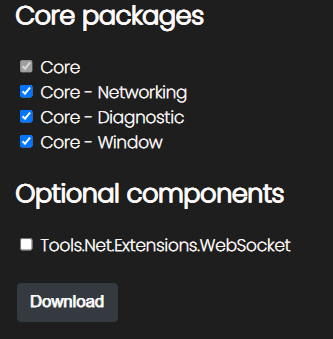 Core packages
Core
Core - Networking
Core - Diagnostic
Core - Window
Optional components
Tools.Net.Extensions.WebSocket
Download